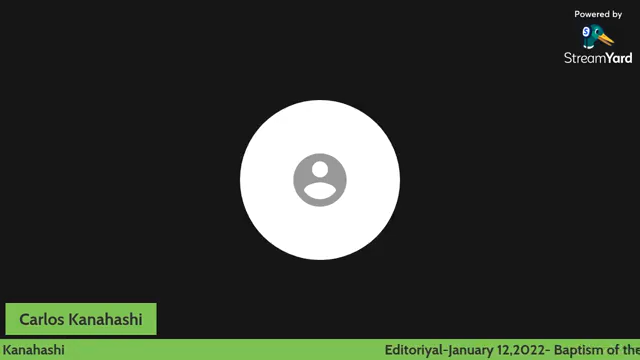 Powered by
StreamYard
Carlos Kanahashi
Kanahashi
Editoriyal-January 12,2022- Baptism of the